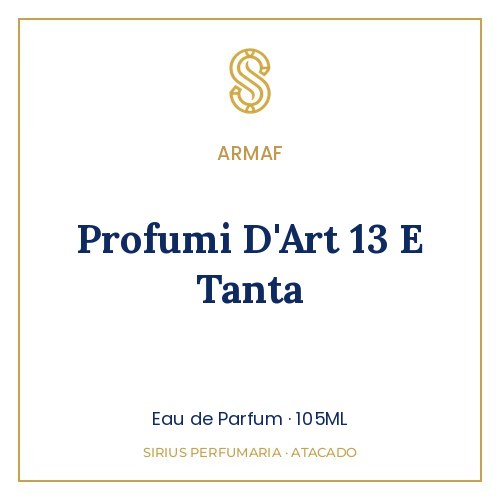 ARMAF
Profumi D'Art 13 E
Tanta
Eau de Parfum · 105ML
SIRIUS PERFUMARIA · ATACADO